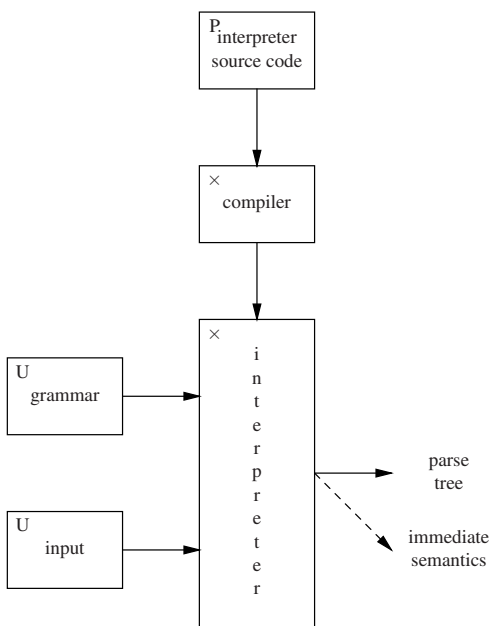 P
interpreter
source code
×
compiler
×
i
n
t
e
r
p
r
e
t
e
r
U
grammar
U
input
parse
tree
immediate
semantics